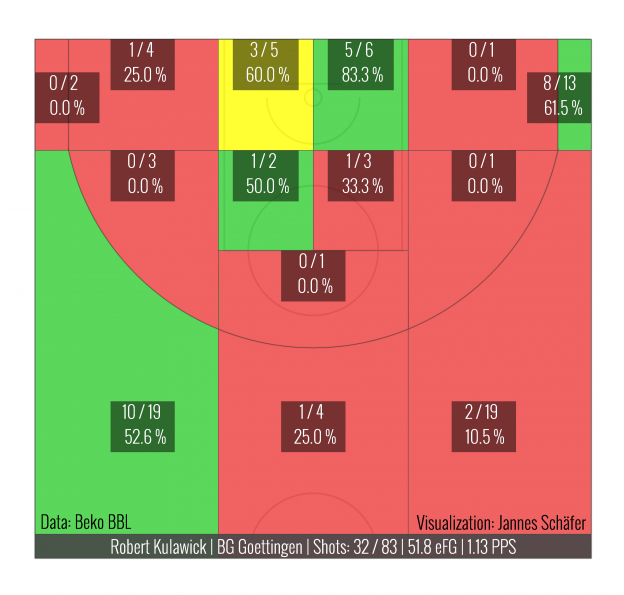 1 / 4
25.0 %
3 / 5
60.0 %
5 / 6
83.3 %
0 / 1
0.0 %
0 / 2
0.0 %
8 / 13
61.5 %
0 / 3
0.0 %
1 / 2
50.0 %
1 / 3
33.3 %
0 / 1
0.0 %
0 / 1
0.0 %
10 / 19
52.6 %
1 / 4
25.0 %
2 / 19
10.5 %
Data: Beko BBL
Visualization: Jannes Schäfer
Robert Kulawick | BG Goettingen | Shots: 32 / 83 | 51.8 eFG | 1.13 PPS